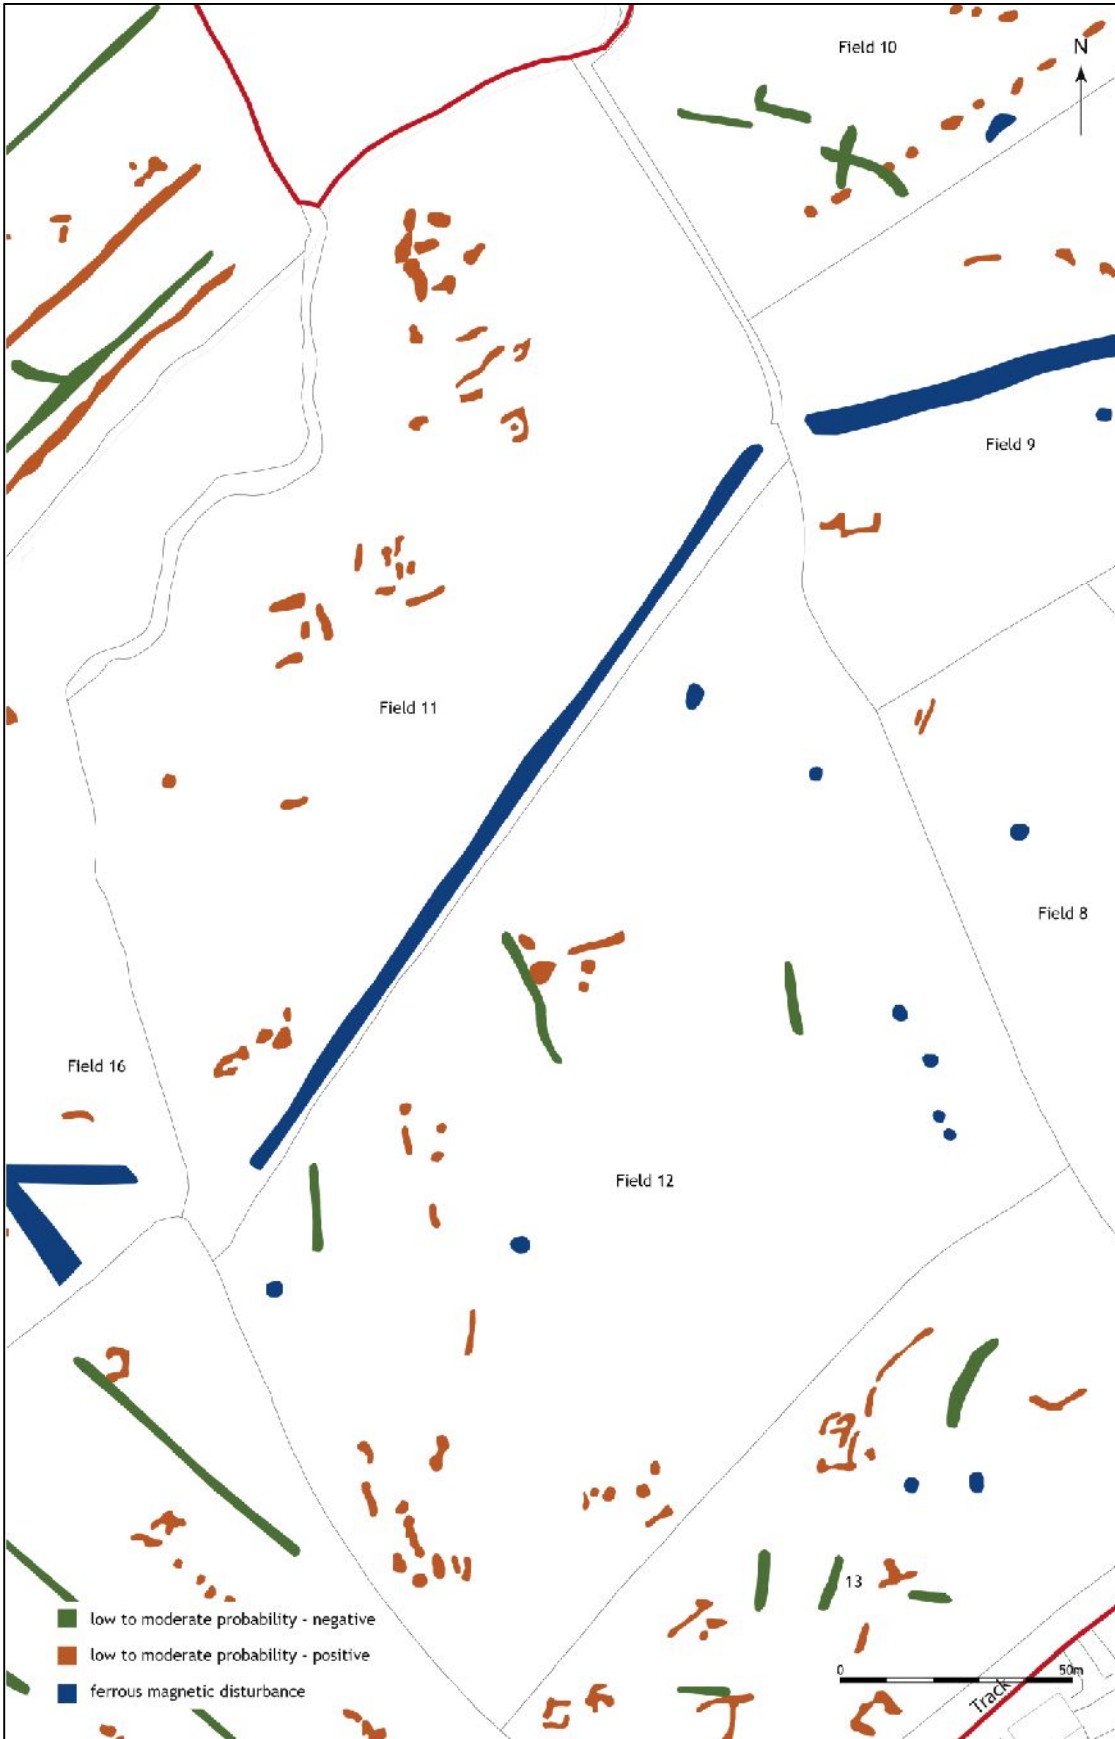 Field 10
N
Field 9
Field 11
Field 8
Field 16
Field 12
13
low to moderate probability - negative
low to moderate probability - positive
ferrous magnetic disturbance
0
50m
Track